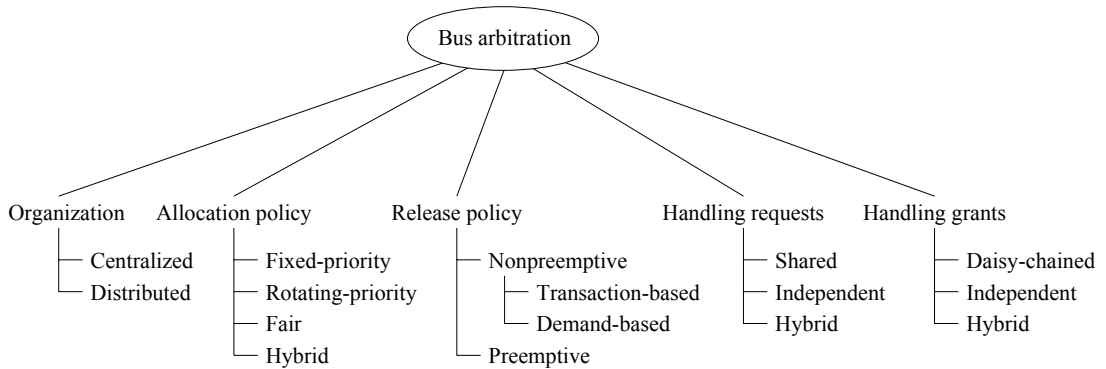 Bus arbitration
Organization
Centralized
Distributed
Allocation policy
Fixed-priority
Rotating-priority
Fair
Hybrid
Release policy
Nonpreemptive
Transaction-based
Demand-based
Preemptive
Handling requests
Shared
Independent
Hybrid
Handling grants
Daisy-chained
Independent
Hybrid